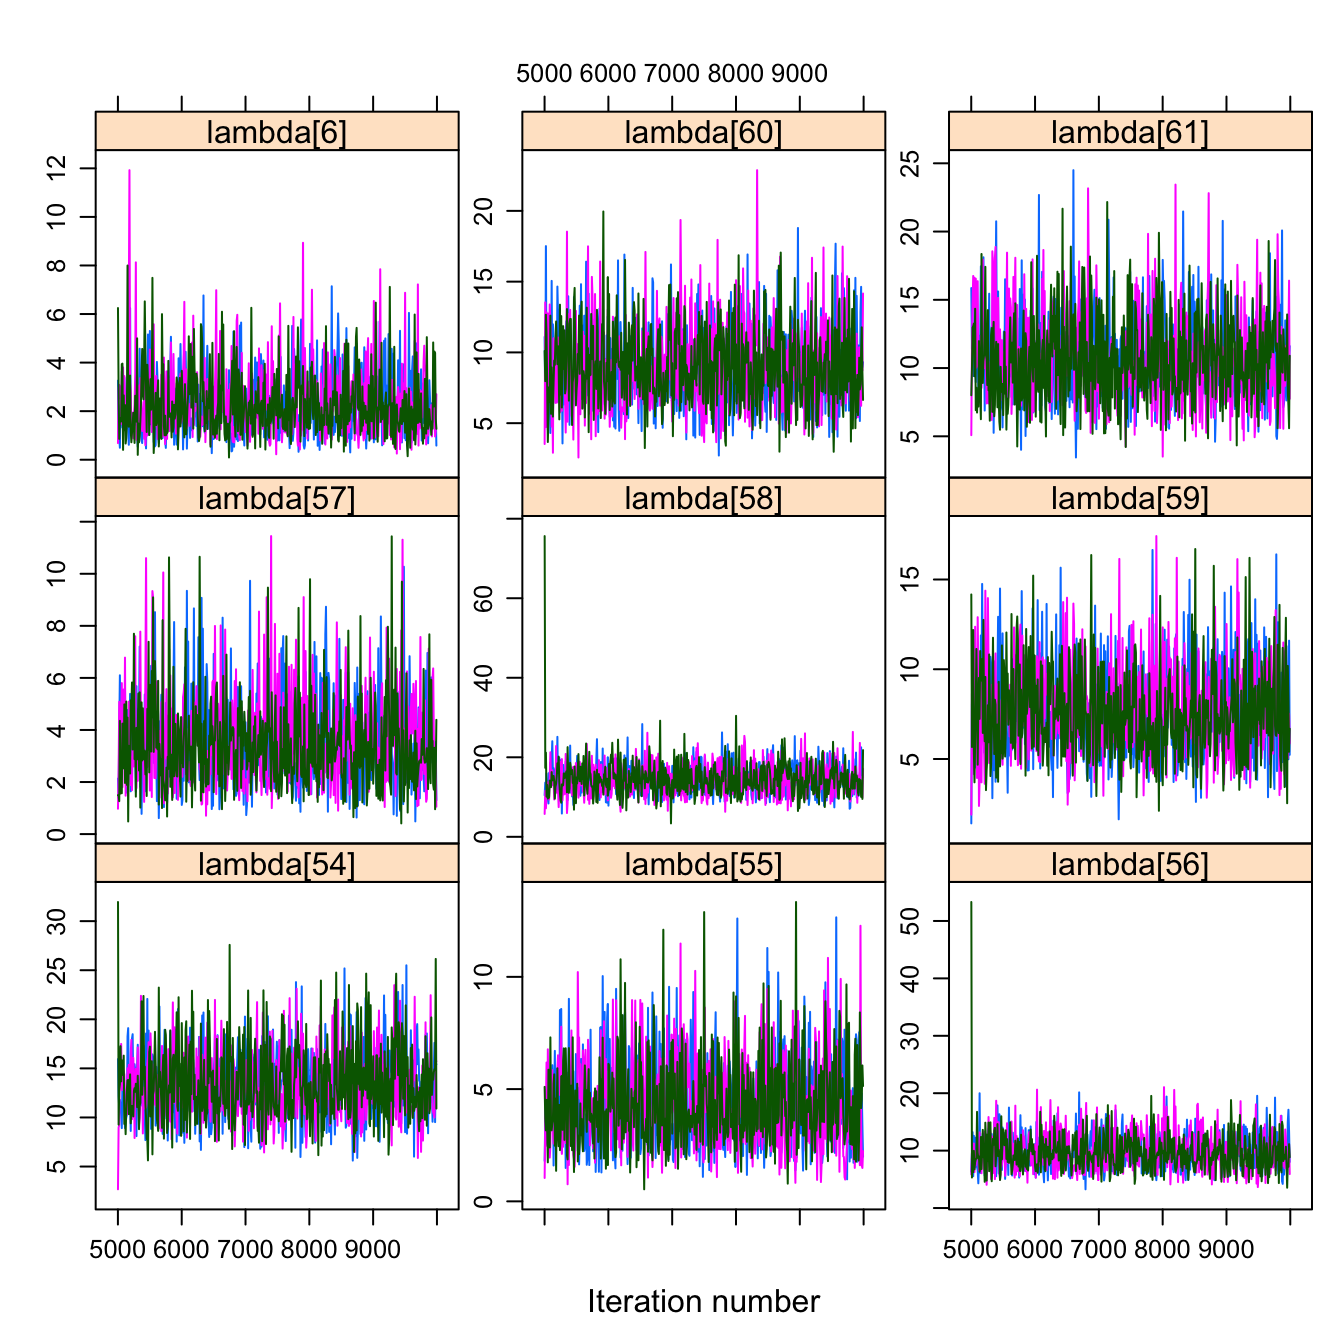 5000 6000 7000 8000 9000
lambda[6] lambda[60] lambda[61]
0 2 4 6 8 10 12
5 10 15 20
5 10 15 20 25
lambda[57] lambda[58] lambda[59]
0 2 4 6 8 10
0 20 40 60
5 10 15
lambda[54] lambda[55] lambda[56]
5 10 15 20 25 30
0 5 10
10 20 30 40 50
5000 6000 7000 8000 9000
5000 6000 7000 8000 9000
Iteration number